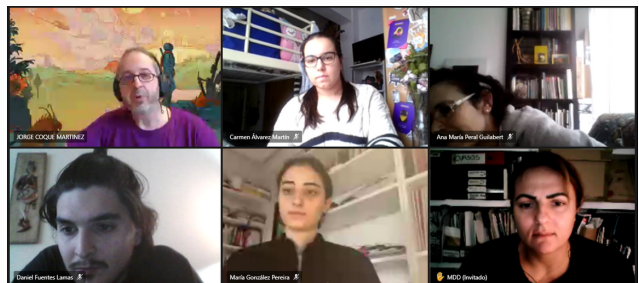 JORGE COQUE MARTINEZ
Carmen Álvarez Martín
Ana María Peral Guilabert
Daniel Fuentes Lamas
María González Pereira
MDD (Invitado)